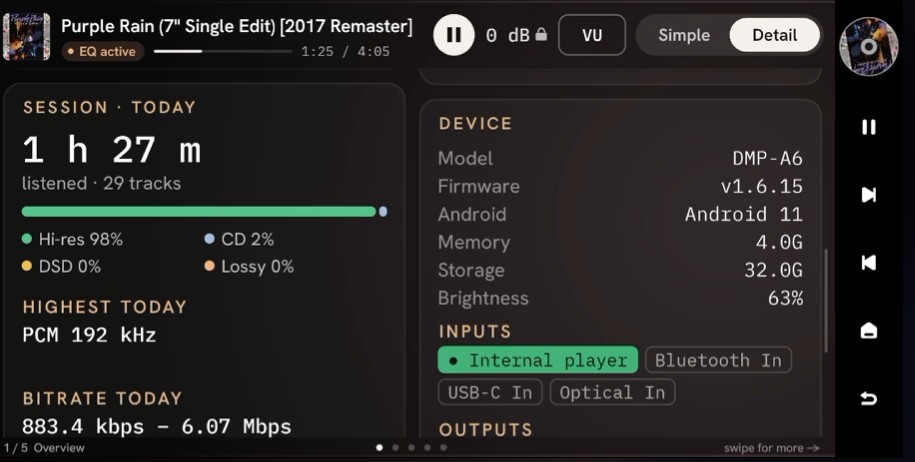 Purple Rain (7" Single Edit) [2017 Remaster]
EQ active
1:25 / 4:05
0 dB
VU
Simple
Detail
SESSION · TODAY
1 h 27 m
listened · 29 tracks
Hi-res 98%
CD 2%
DSD 0%
Lossy 0%
HIGHEST TODAY
PCM 192 kHz
BITRATE TODAY
883.4 kbps – 6.07 Mbps
DEVICE
Model DMP-A6
Firmware v1.6.15
Android Android 11
Memory 4.0G
Storage 32.0G
Brightness 63%
INPUTS
Internal player
Bluetooth In
USB-C In
Optical In
OUTPUTS
1 / 5 Overview
swipe for more →